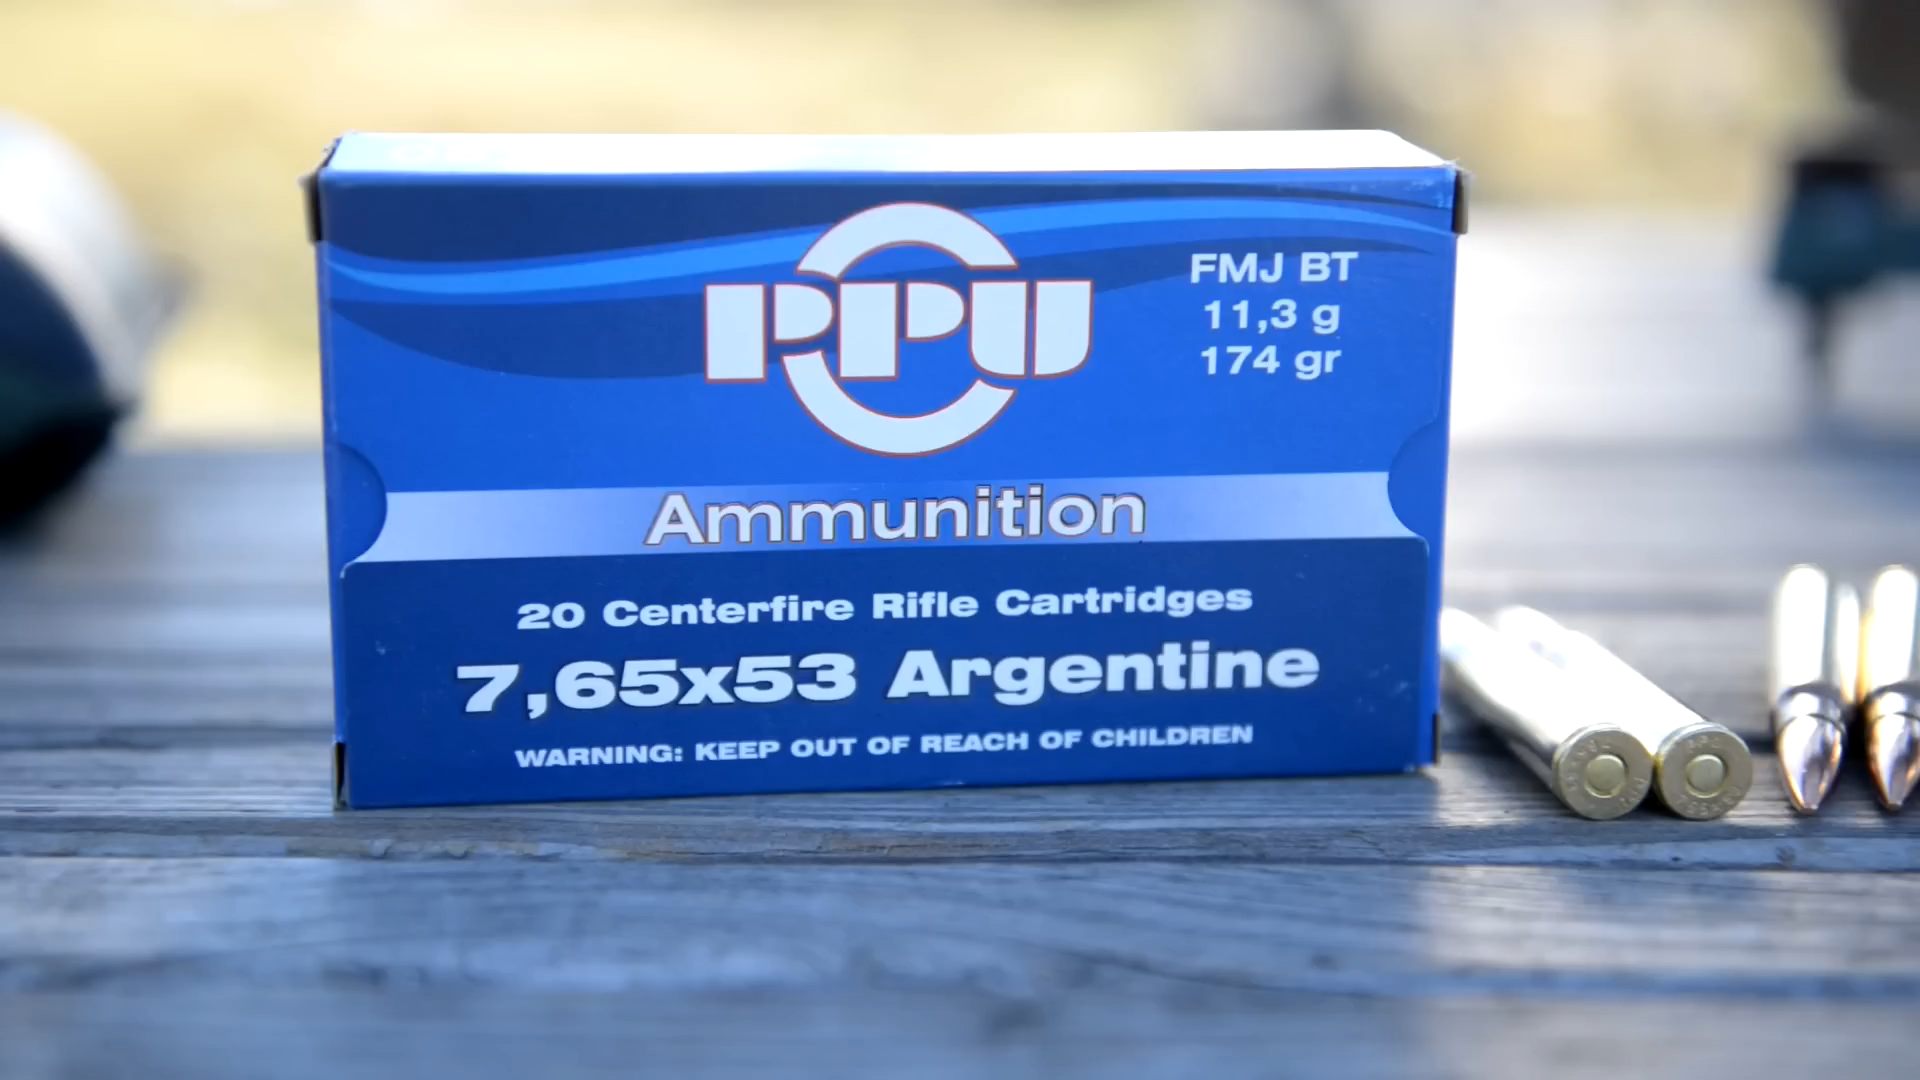 PPU
FMJ BT
11,3 g
174 gr
Ammunition
20 Centerfire Rifle Cartridges
7,65x53 Argentine
WARNING: KEEP OUT OF REACH OF CHILDREN